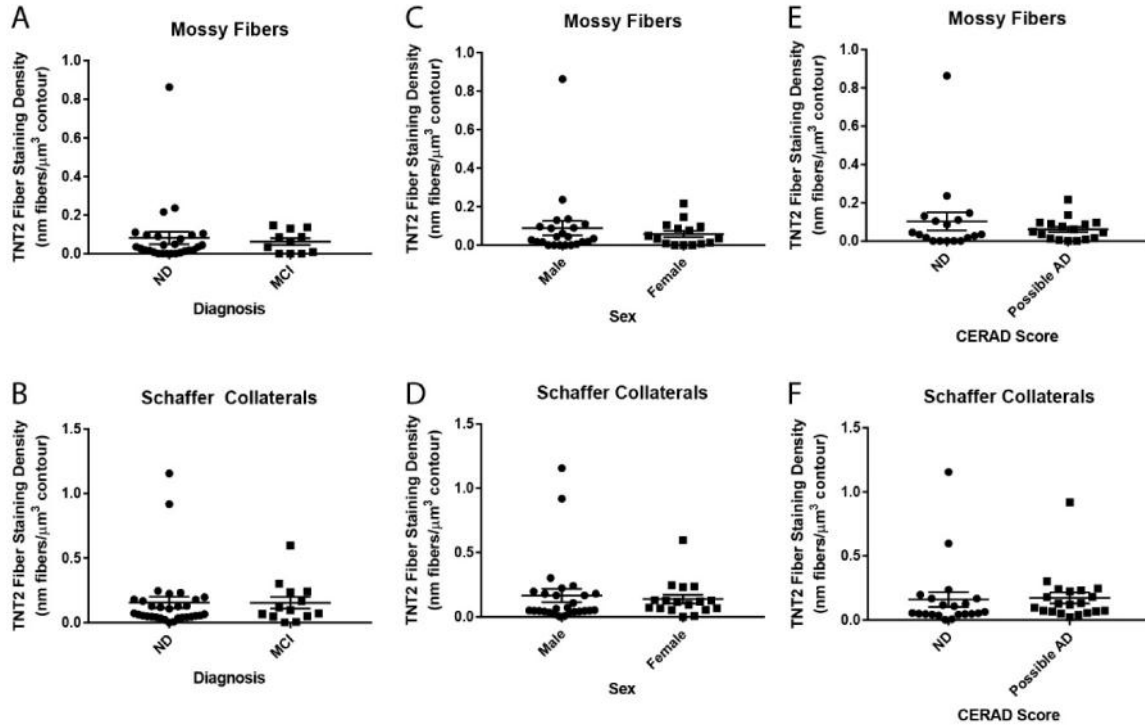 A
Mossy Fibers
TNT2 Fiber Staining Density
(nm fibers/μm³ contour)
1.0
0.8
0.6
0.4
0.2
0.0
ND
MCI
Diagnosis
C
Mossy Fibers
TNT2 Fiber Staining Density
(nm fibers/μm³ contour)
1.0
0.8
0.6
0.4
0.2
0.0
Male
Female
Sex
E
Mossy Fibers
TNT2 Fiber Staining Density
(nm fibers/μm³ contour)
1.0
0.8
0.6
0.4
0.2
0.0
ND
Possible AD
CERAD Score
B
Schaffer Collaterals
TNT2 Fiber Staining Density
(nm fibers/μm³ contour)
1.5
1.0
0.5
0.0
ND
MCI
Diagnosis
D
Schaffer Collaterals
TNT2 Fiber Staining Density
(nm fibers/μm³ contour)
1.5
1.0
0.5
0.0
Male
Female
Sex
F
Schaffer Collaterals
TNT2 Fiber Staining Density
(nm fibers/μm³ contour)
1.5
1.0
0.5
0.0
ND
Possible AD
CERAD Score